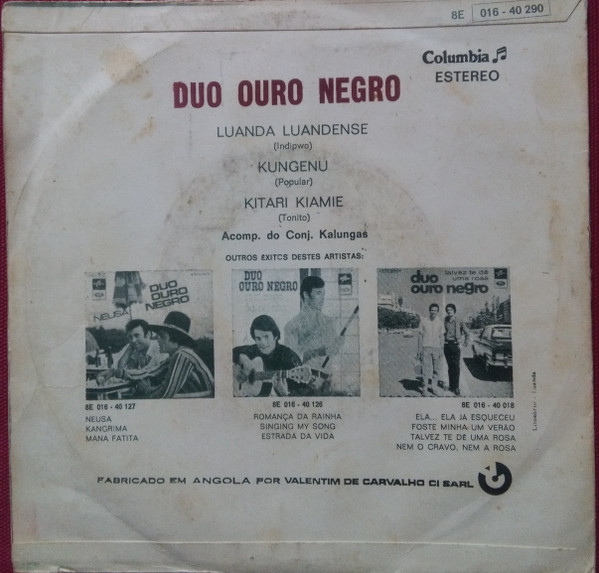 8E 016 - 40 290
Columbia
ESTEREO
DUO OURO NEGRO
LUANDA LUANDENSE
(Indipwo)
KUNGENU
(Popular)
KITARI KIAMIE
(Tonito)
Acomp. do Conj. Kalungas
OUTROS ÊXITCS DESTES ARTISTAS:
DUO
OURO
NEGRO
NEUSA
8E 016 - 40 127
NEUSA
KANGRIMA
MANA FATITA
DUO
OURO NEGRO
8E 016 - 40 126
ROMANÇA DA RAINHA
SINGING MY SONG
ESTRADA DA VIDA
talvez te dê
uma rosa
duo
ouro negro
8E 016 - 40 018
ELA... ELA JÁ ESQUECEU
FOSTE MINHA UM VERÃO
TALVEZ TE DÊ UMA ROSA
NEM O CRAVO, NEM A ROSA
FABRICADO EM ANGOLA POR VALENTIM DE CARVALHO CI SARL